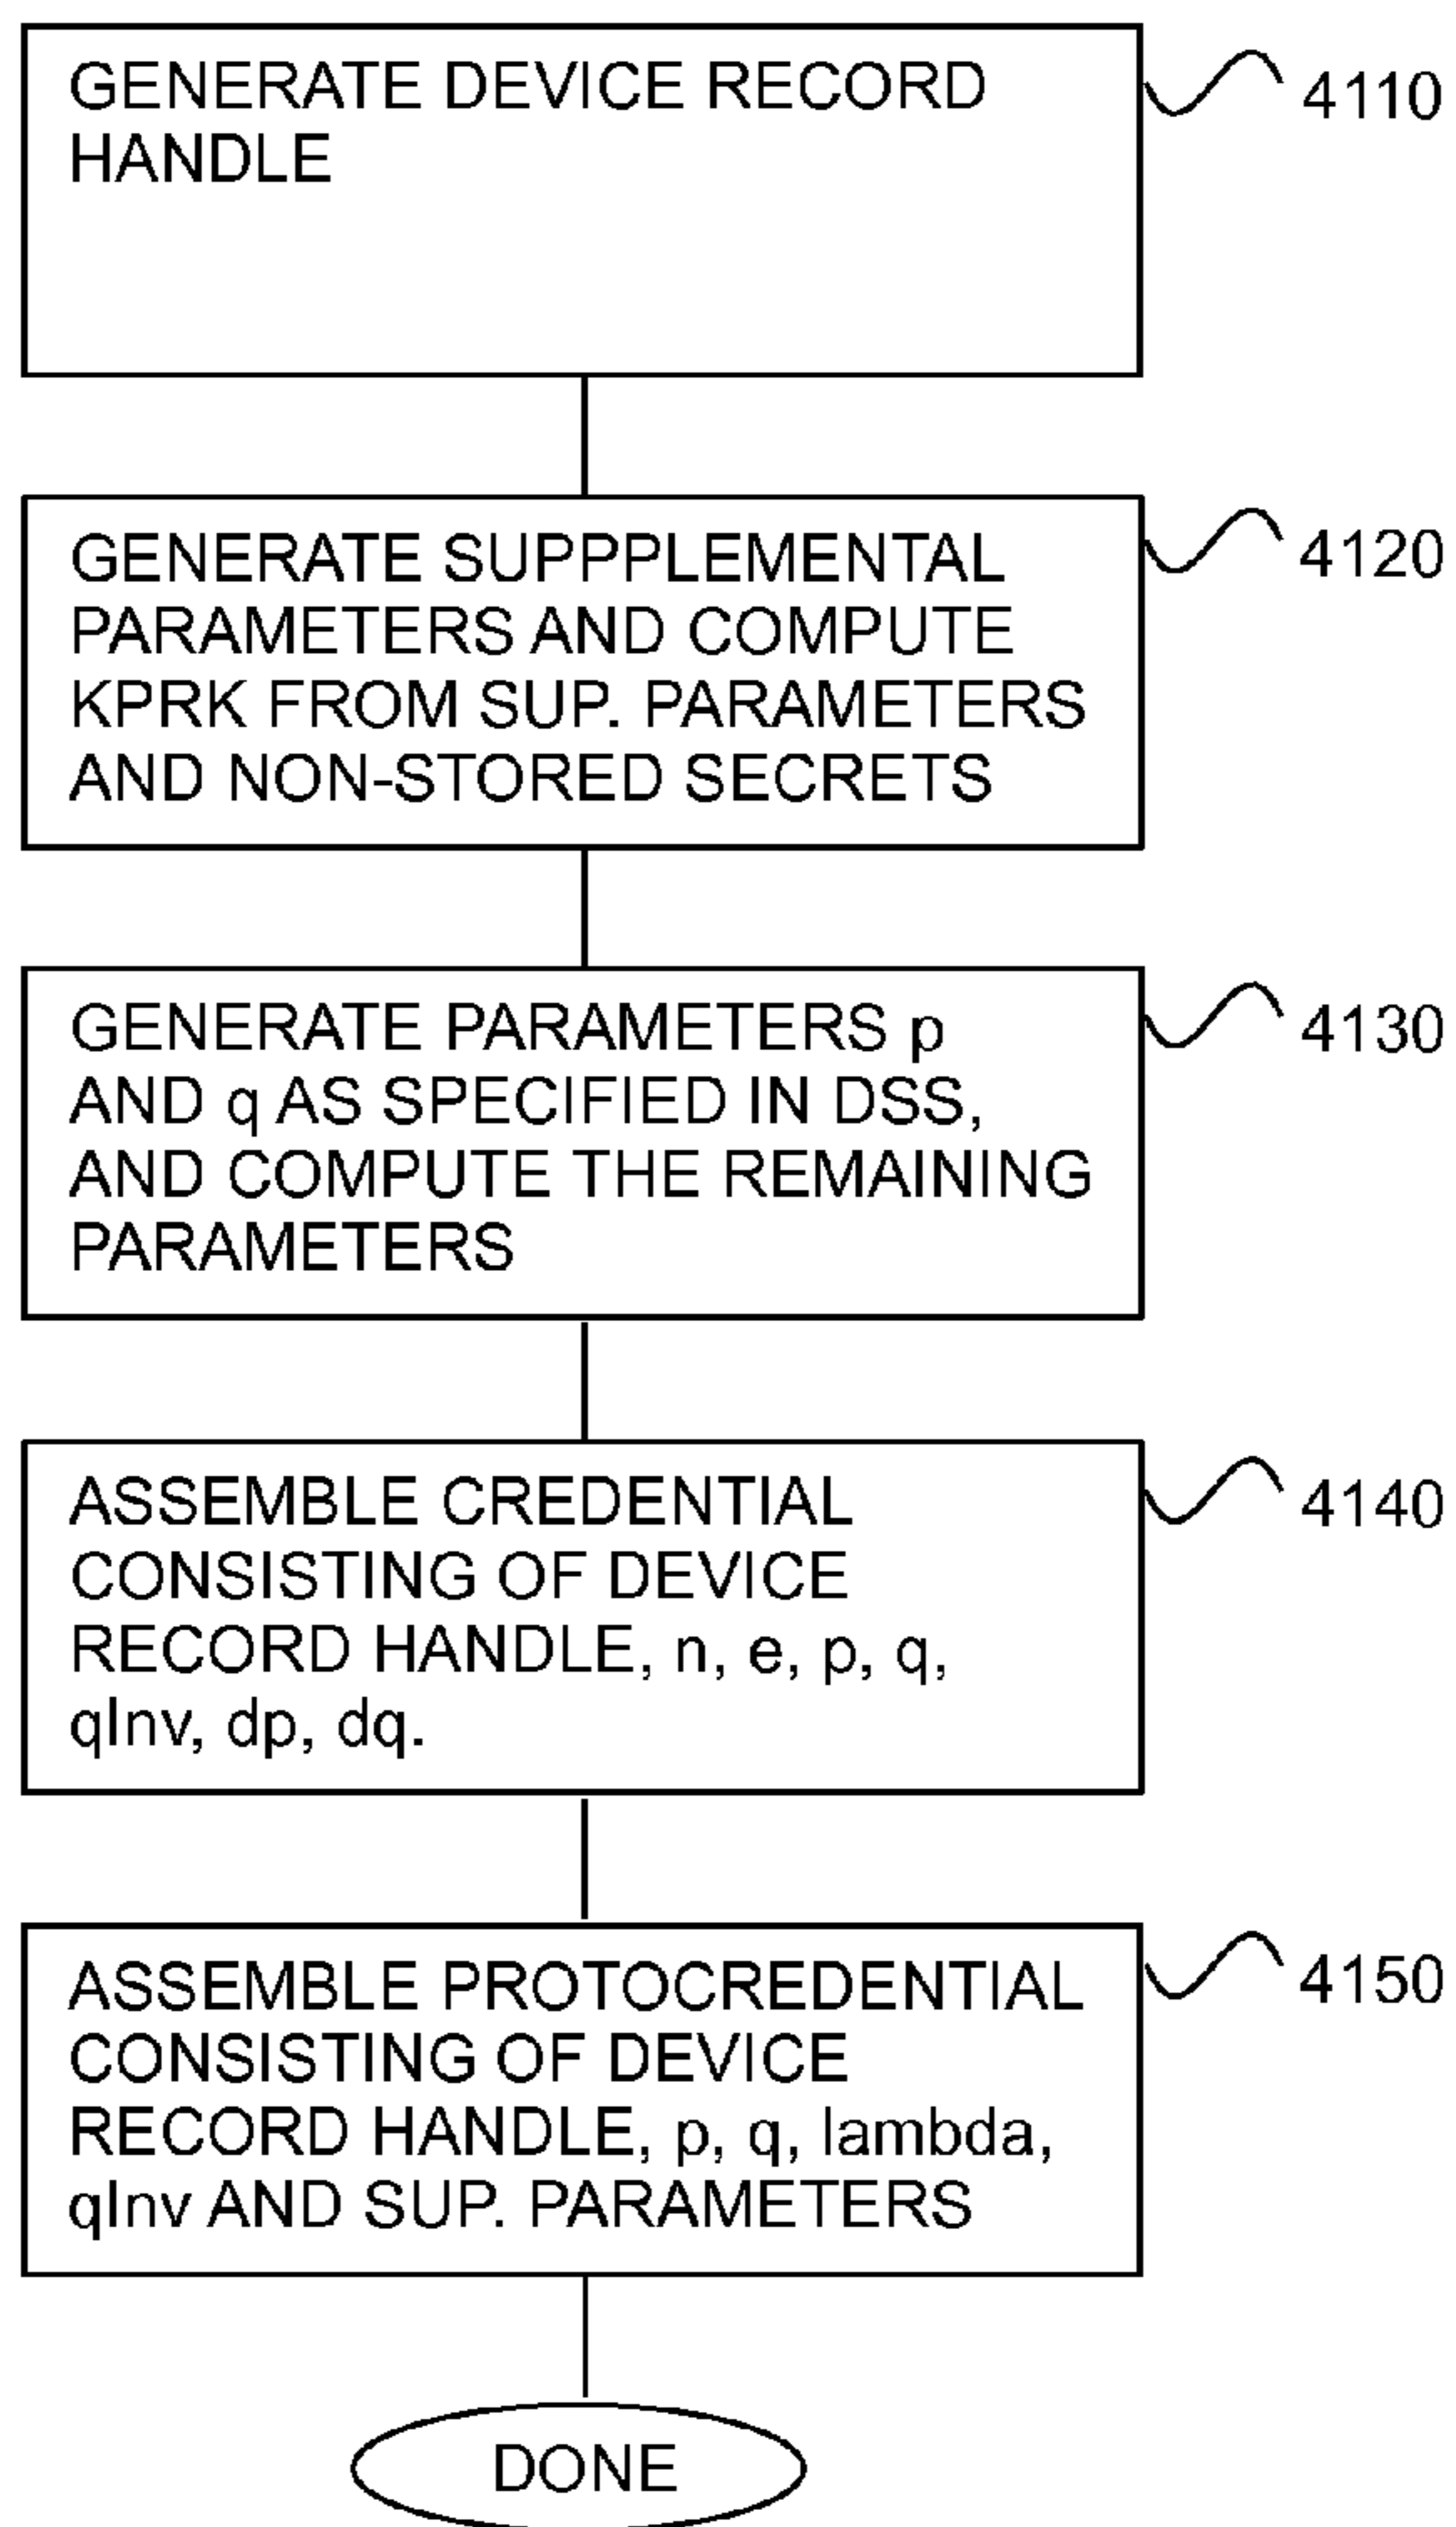 GENERATE DEVICE RECORD
HANDLE
4110
GENERATE SUPPPLEMENTAL
PARAMETERS AND COMPUTE
KPRK FROM SUP. PARAMETERS
AND NON-STORED SECRETS
4120
GENERATE PARAMETERS p
AND q AS SPECIFIED IN DSS,
AND COMPUTE THE REMAINING
PARAMETERS
4130
ASSEMBLE CREDENTIAL
CONSISTING OF DEVICE
RECORD HANDLE, n, e, p, q,
qInv, dp, dq.
4140
ASSEMBLE PROTOCREDENTIAL
CONSISTING OF DEVICE
RECORD HANDLE, p, q, lambda,
qInv AND SUP. PARAMETERS
4150
DONE